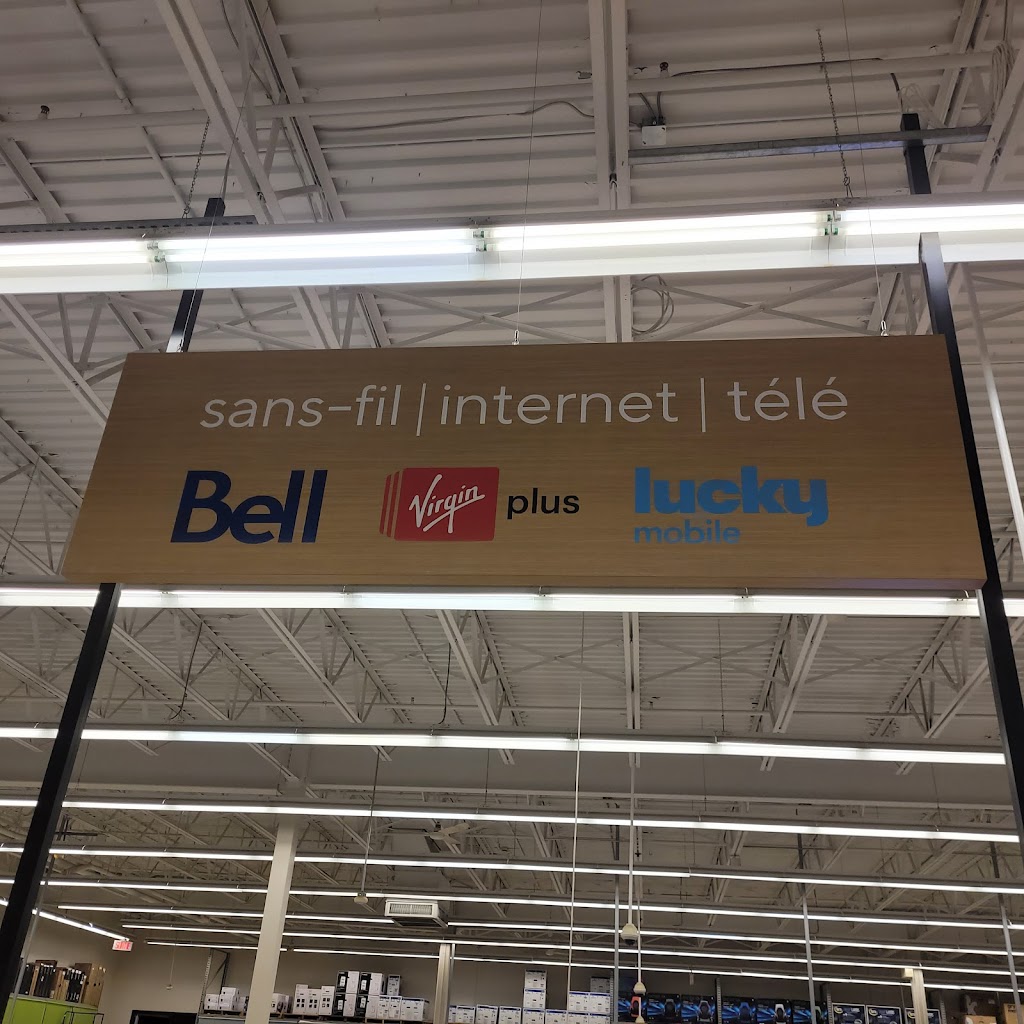 sans-fil | internet | télé
Bell Virgin plus lucky mobile